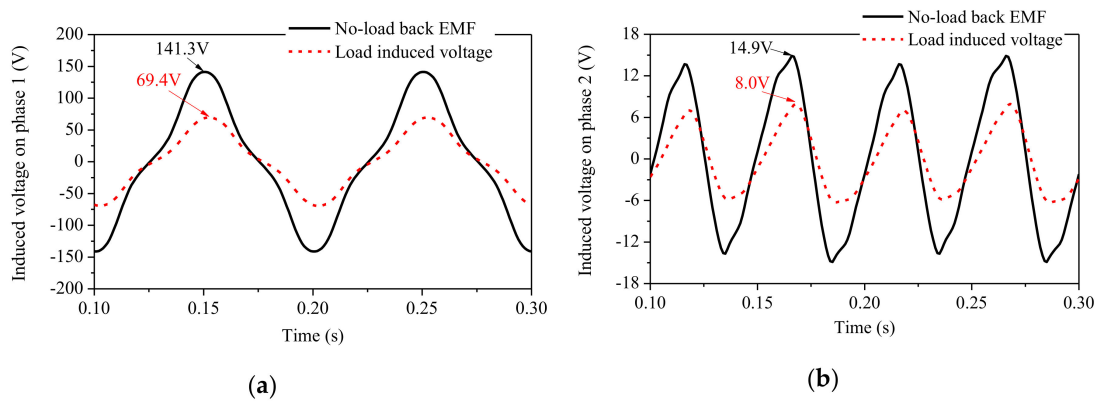 (a)
No-load back EMF
Load induced voltage
141.3V
69.4V
Induced voltage on phase 1 (V)
200
150
100
50
0
-50
-100
-150
-200
0.10 0.15 0.20 0.25 0.30
Time (s)
(a)
(b)
No-load back EMF
Load induced voltage
14.9V
8.0V
Induced voltage on phase 2 (V)
18
12
6
0
-6
-12
-18
0.10 0.15 0.20 0.25 0.30
Time (s)
(b)